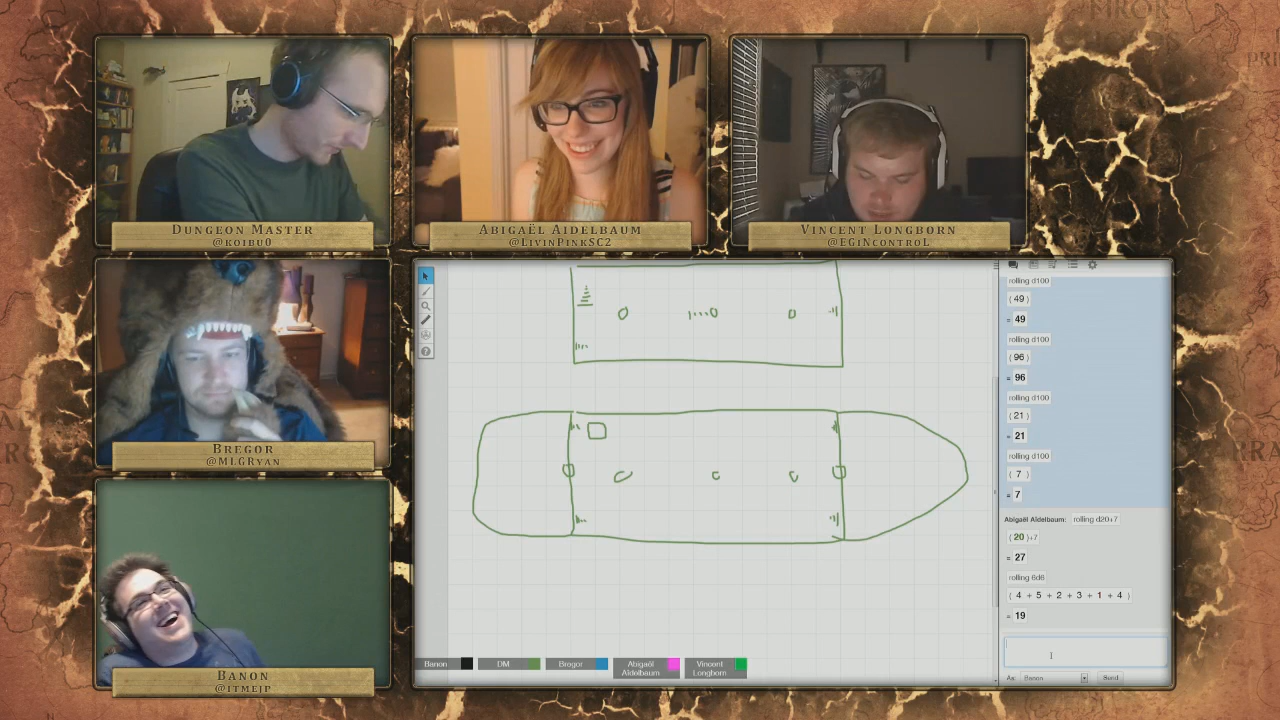 DUNGEON MASTER
@KOIBU0
ABIGAËL AIDELBAUM
@LIVINPINKSC2
VINCENT LONGBORN
@EGINCONTROL
BREGOR
@MLGRYAN
BANON
@ITMEJP
rolling d100
( 49 )
= 49
rolling d100
( 96 )
= 96
rolling d100
( 21 )
= 21
rolling d100
( 7 )
= 7
Abigaël Aidelbaum: rolling d20+7
( 20 )+7
= 27
rolling 6d6
( 4 + 5 + 2 + 3 + 1 + 4 )
= 19
As: Banon Send
Banon
DM
Bregor
Abigaël Aidelbaum
Vincent Longborn